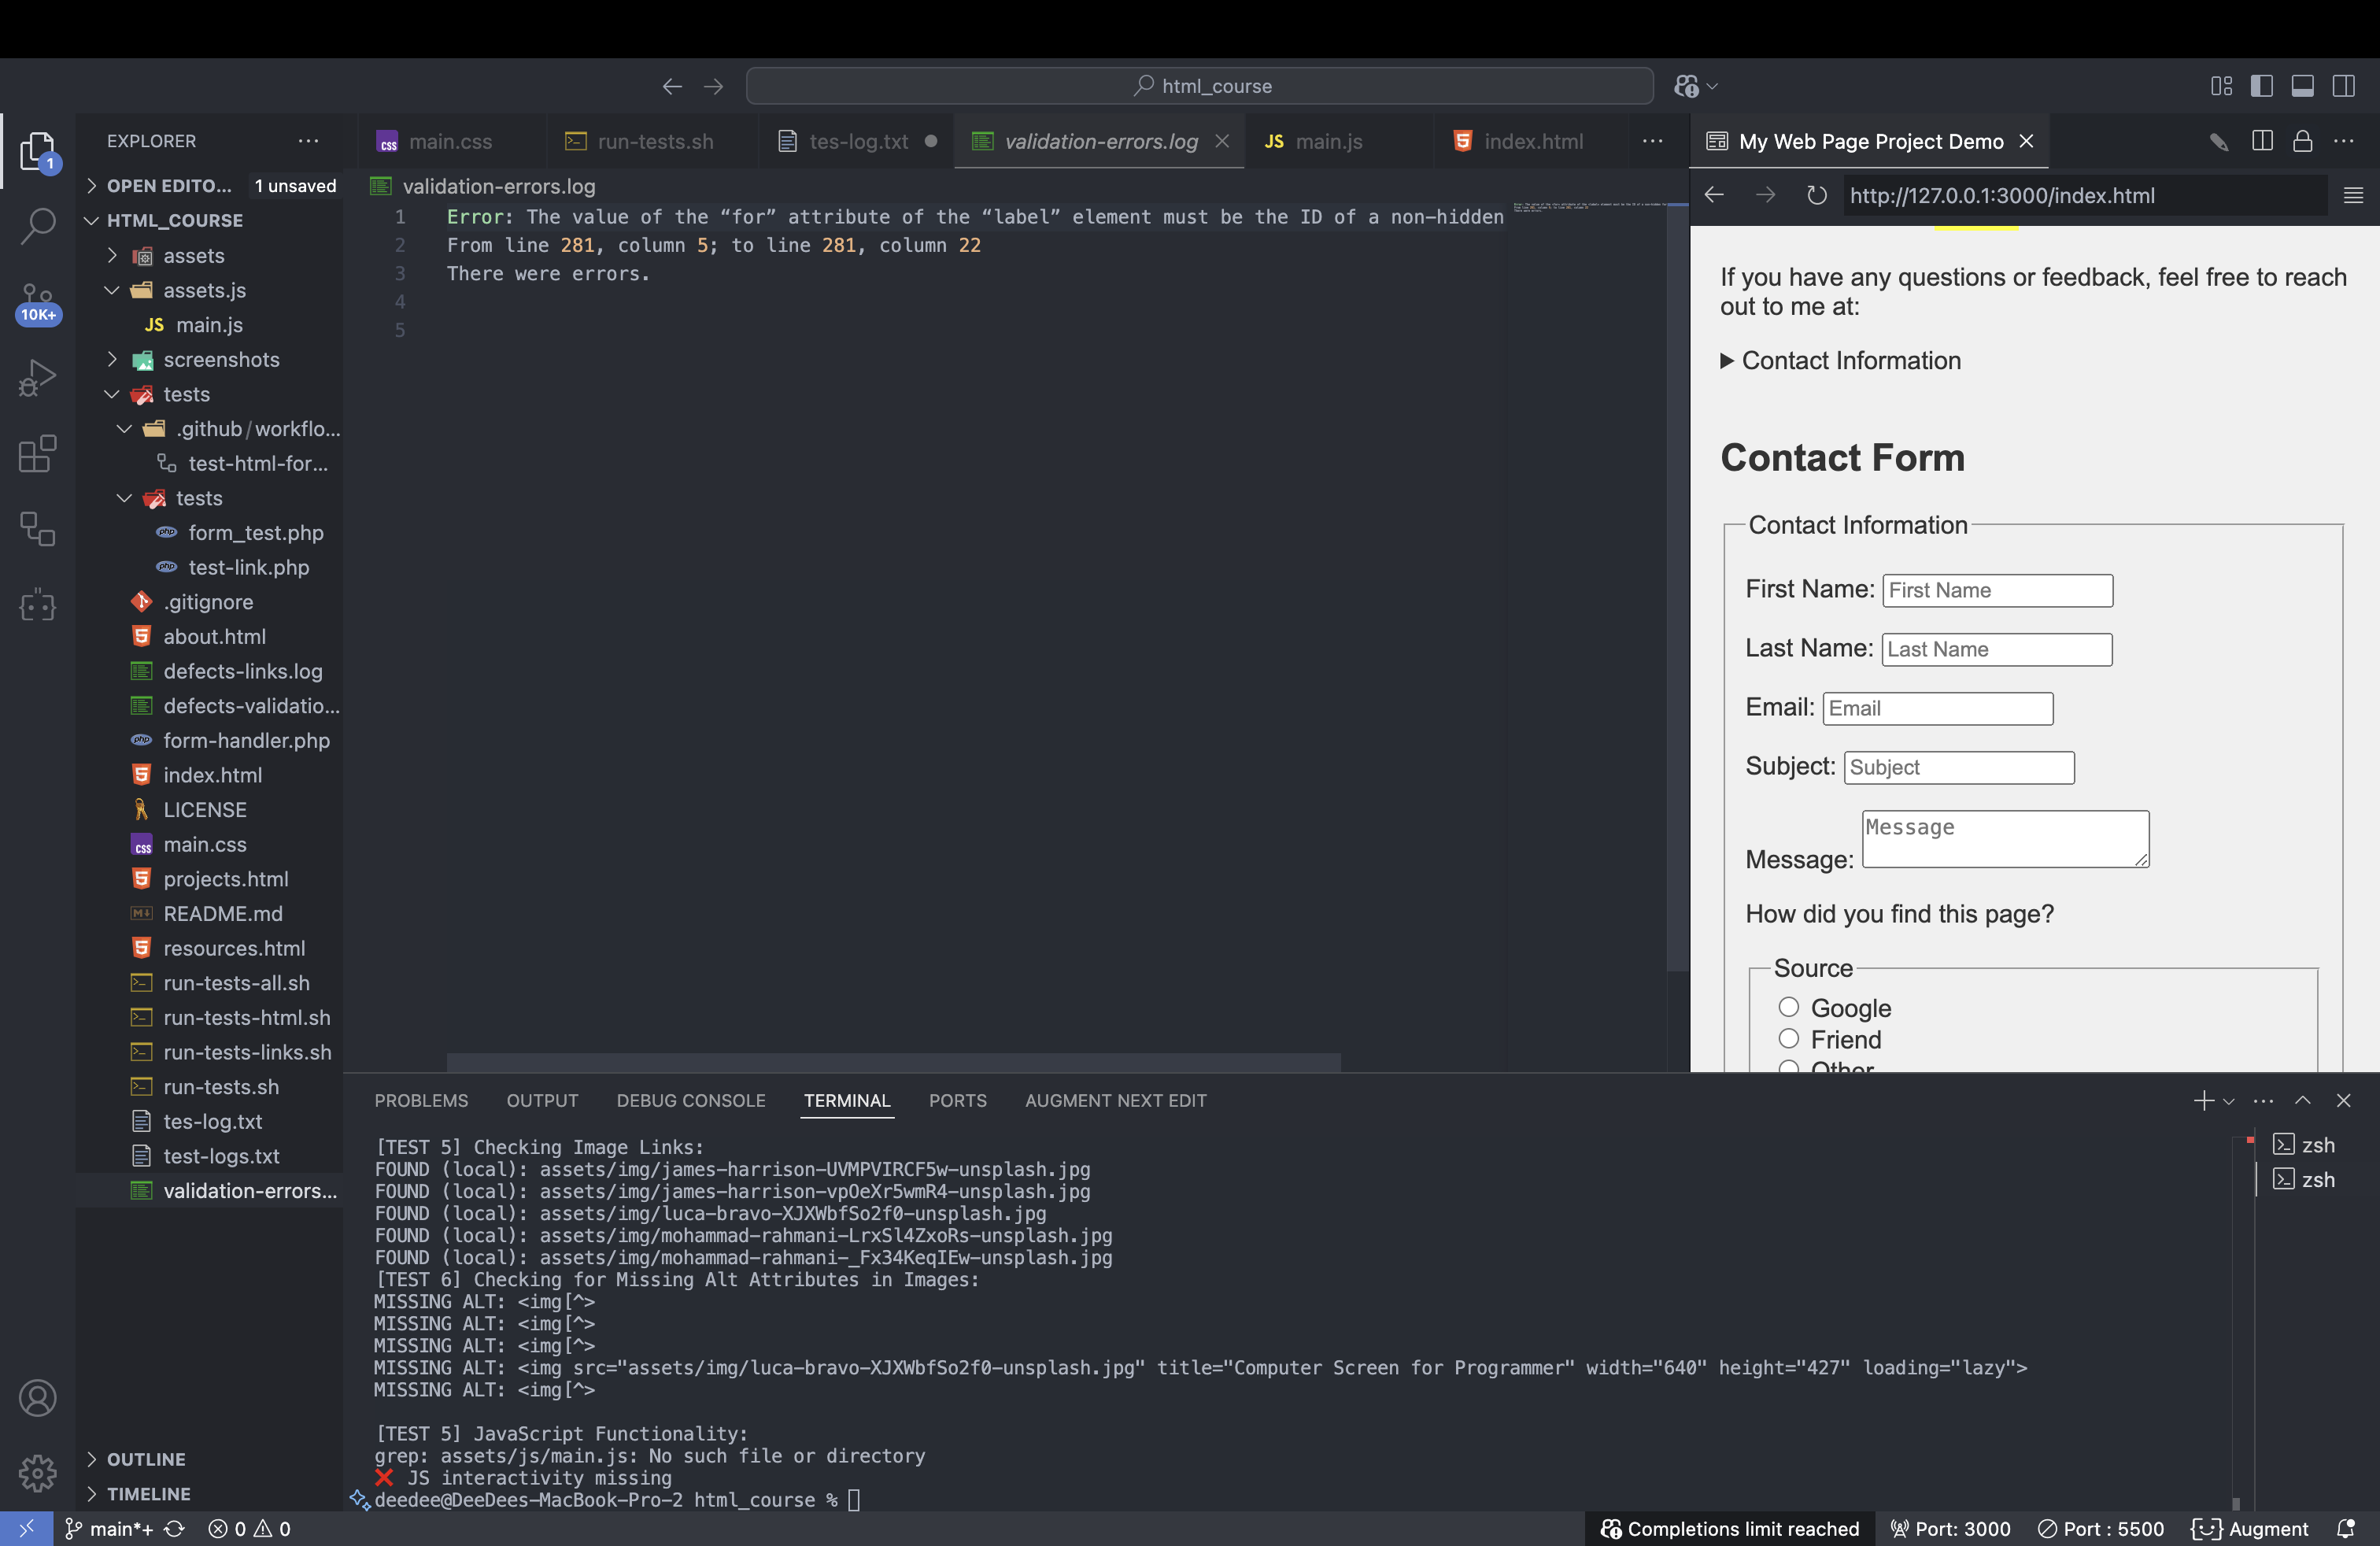 html_course
EXPLORER
OPEN EDITO... 1 unsaved
HTML_COURSE
assets
assets.js
JS main.js
screenshots
tests
.github/workflo...
test-html-for...
tests
form_test.php
test-link.php
.gitignore
about.html
defects-links.log
defects-validatio...
form-handler.php
index.html
LICENSE
main.css
projects.html
README.md
resources.html
run-tests-all.sh
run-tests-html.sh
run-tests-links.sh
run-tests.sh
tes-log.txt
test-logs.txt
validation-errors...
OUTLINE
TIMELINE
1
10K+
main.css run-tests.sh tes-log.txt validation-errors.log JS main.js index.html ...
validation-errors.log
1 Error: The value of the “for” attribute of the “label” element must be the ID of a non-hidden
2 From line 281, column 5; to line 281, column 22
3 There were errors.
4
5
My Web Page Project Demo
http://127.0.0.1:3000/index.html
If you have any questions or feedback, feel free to reach
out to me at:
Contact Information
Contact Form
Contact Information
First Name: First Name
Last Name: Last Name
Email: Email
Subject: Subject
Message: Message
How did you find this page?
Source
Google
Friend
Other
PROBLEMS OUTPUT DEBUG CONSOLE TERMINAL PORTS AUGMENT NEXT EDIT
[TEST 5] Checking Image Links:
FOUND (local): assets/img/james-harrison-UVMPVIRCF5w-unsplash.jpg
FOUND (local): assets/img/james-harrison-vpOeXr5wmR4-unsplash.jpg
FOUND (local): assets/img/luca-bravo-XJXWbfSo2f0-unsplash.jpg
FOUND (local): assets/img/mohammad-rahmani-LrxSl4ZxoRs-unsplash.jpg
FOUND (local): assets/img/mohammad-rahmani-_Fx34KeqIEw-unsplash.jpg
[TEST 6] Checking for Missing Alt Attributes in Images:
MISSING ALT: <img[^>
MISSING ALT: <img[^>
MISSING ALT: <img[^>
MISSING ALT: <img src="assets/img/luca-bravo-XJXWbfSo2f0-unsplash.jpg" title="Computer Screen for Programmer" width="640" height="427" loading="lazy">
MISSING ALT: <img[^>
[TEST 5] JavaScript Functionality:
grep: assets/js/main.js: No such file or directory
❌ JS interactivity missing
deedee@DeeDees-MacBook-Pro-2 html_course %
zsh
zsh
main*+ 0 0 Completions limit reached Port: 3000 Port : 5500 Augment